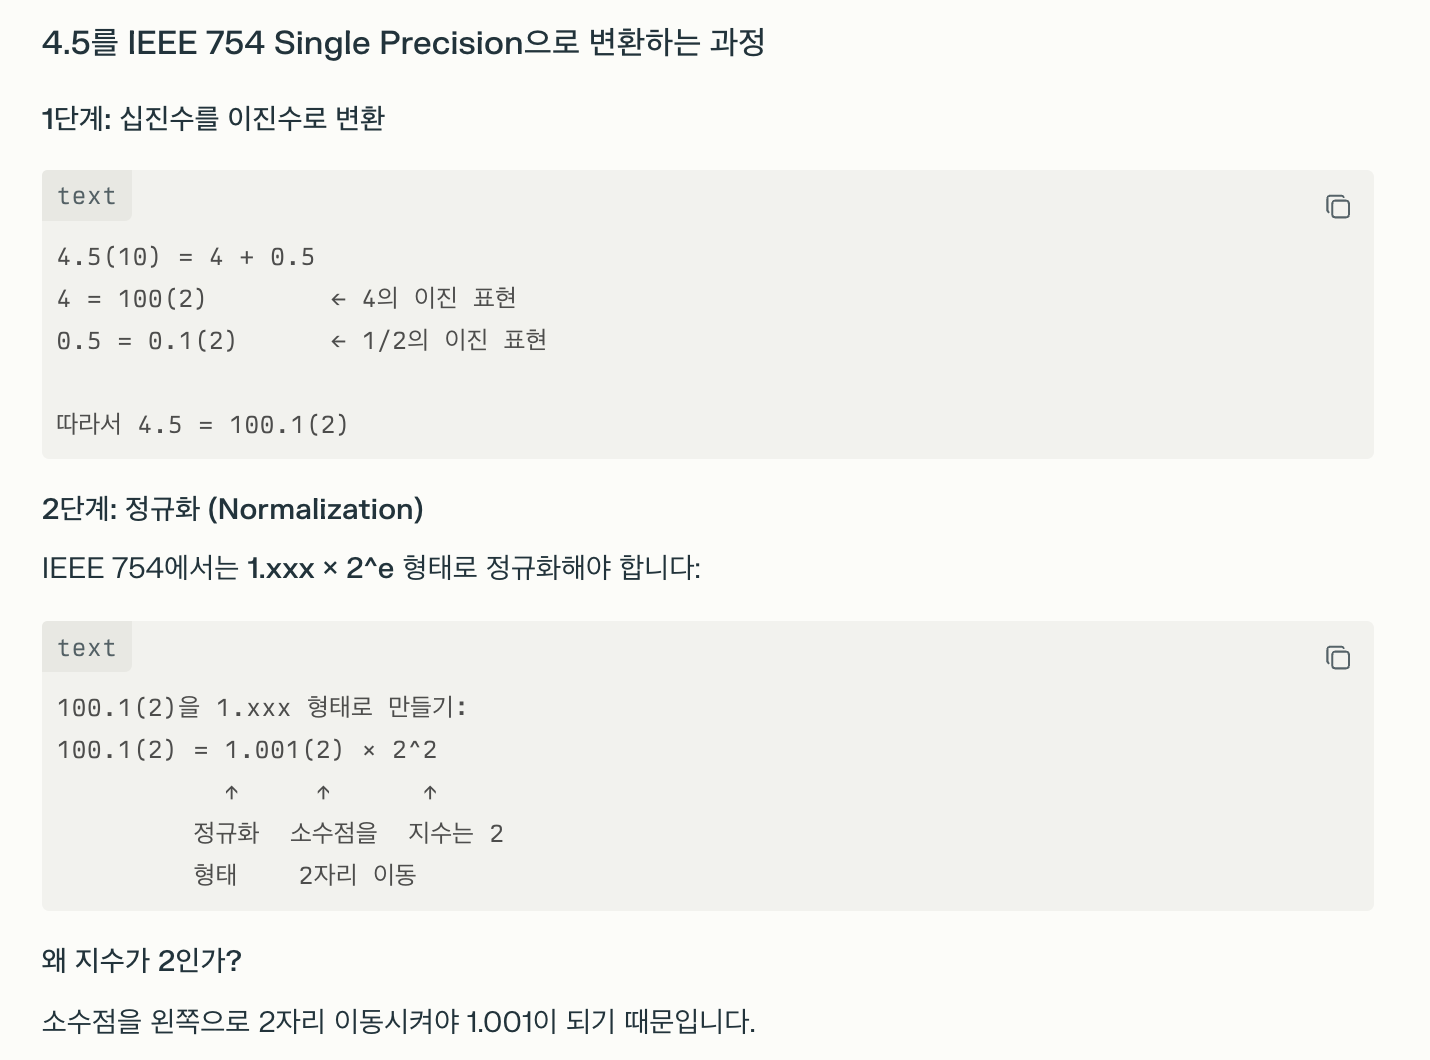 4.5를 IEEE 754 Single Precision으로 변환하는 과정
1단계: 십진수를 이진수로 변환
text
4.5(10) = 4 + 0.5
4 = 100(2)        ← 4의 이진 표현
0.5 = 0.1(2)      ← 1/2의 이진 표현
따라서 4.5 = 100.1(2)
2단계: 정규화 (Normalization)
IEEE 754에서는 1.xxx × 2^e 형태로 정규화해야 합니다:
text
100.1(2)을 1.xxx 형태로 만들기:
100.1(2) = 1.001(2) × 2^2
           ↑     ↑      ↑
         정규화  소수점을  지수는 2
         형태    2자리 이동
왜 지수가 2인가?
소수점을 왼쪽으로 2자리 이동시켜야 1.001이 되기 때문입니다.